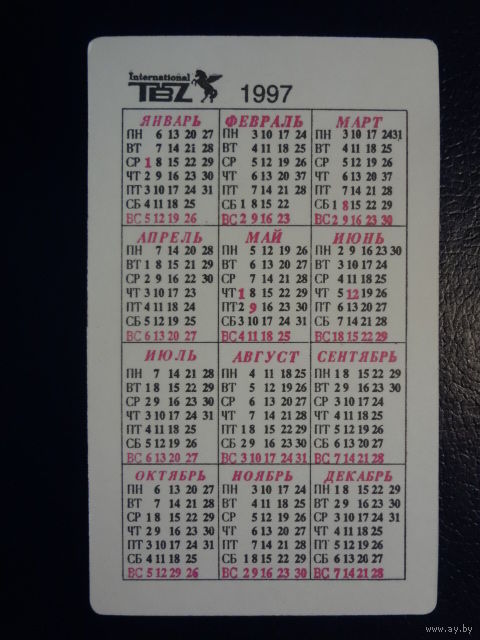 International
TBZ 1997
ЯНВАРЬ ФЕВРАЛЬ МАРТ
ПН 6 13 20 27 ПН 3 10 17 24 ПН 3 10 17 24 31
ВТ 7 14 21 28 ВТ 4 11 18 25 ВТ 4 11 18 25
СР 1 8 15 22 29 СР 5 12 19 26 СР 5 12 19 26
ЧТ 2 9 16 23 30 ЧТ 6 13 20 37 ЧТ 6 13 20 37
ПТ 3 10 17 24 31 ПТ 7 14 21 28 ПТ 7 14 21 28
СБ 4 11 18 25 СБ 1 8 15 22 СБ 1 8 15 22 29
ВС 5 12 19 26 ВС 2 9 16 23 ВС 2 9 16 23 30
АПРЕЛЬ МАЙ ИЮНЬ
ПН 7 14 20 28 ПН 5 12 19 26 ПН 2 9 16 23 30
ВТ 1 8 15 21 29 ВТ 6 13 20 27 ВТ 3 10 17 24
СР 2 9 16 22 30 СР 7 14 21 28 СР 4 11 18 25
ЧТ 3 10 17 23 ЧТ 1 8 15 22 29 ЧТ 5 12 19 26
ПТ 4 11 18 24 ПТ 2 9 16 23 30 ПТ 6 13 20 27
СБ 5 12 19 26 СБ 3 10 17 24 31 СБ 7 14 21 28
ВС 6 13 20 27 ВС 4 11 18 25 ВС 18 15 22 29
ИЮЛЬ АВГУСТ СЕНТЯБРЬ
ПН 7 14 21 28 ПН 4 11 18 25 ПН 1 8 15 22 29
ВТ 1 8 15 21 29 ВТ 5 12 19 26 ВТ 2 9 16 23 30
СР 2 9 16 23 30 СР 6 13 20 27 СР 3 10 17 24
ЧТ 3 10 17 24 31 ЧТ 7 14 21 28 ЧТ 4 11 18 25
ПТ 4 11 18 25 ПТ 1 8 15 22 29 ПТ 5 12 19 26
СБ 5 12 19 26 СБ 2 9 16 23 30 СБ 6 13 20 27
ВС 6 13 20 27 ВС 3 10 17 24 31 ВС 7 14 21 28
ОКТЯБРЬ НОЯБРЬ ДЕКАБРЬ
ПН 6 13 20 27 ПН 3 10 17 24 ПН 1 8 15 22 29
ВТ 7 14 21 28 ВТ 4 11 18 25 ВТ 2 9 16 23 30
СР 1 8 15 22 29 СР 5 12 19 26 СР 3 10 17 24 31
ЧТ 2 9 16 23 30 ЧТ 6 13 20 27 ЧТ 4 11 18 25
ПТ 3 10 17 24 31 ПТ 7 14 21 28 ПТ 5 12 19 26
СБ 4 11 18 25 СБ 1 8 15 22 29 СБ 6 13 20 27
ВС 5 12 29 26 ВС 2 9 16 23 30 ВС 7 14 21 28
www.ay.by